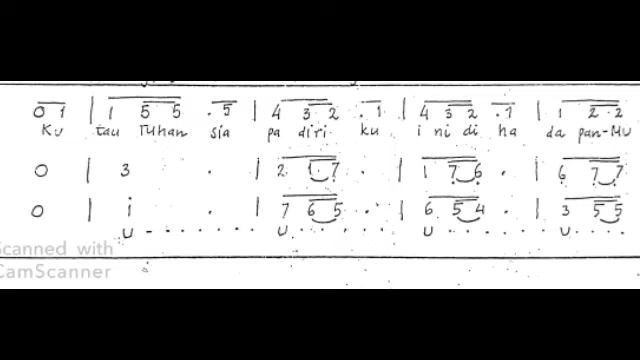 0 1 | 1 5 5 . 5 | 4 3 2 . 1 | 4 3 2 . 1 | 1 2 2
Ku tau Tuhan sia pa diri ku i ni di ha da pan-Mu
0 | 3 . | 2 1 7 . | 1 7 6 . | 6 7 7
0 | i . | 7 6 5 . | 6 5 4 . | 3 5 5
U . . . . . . . U . . . . . . U . . . . . . U . . . .
Scanned with
CamScanner